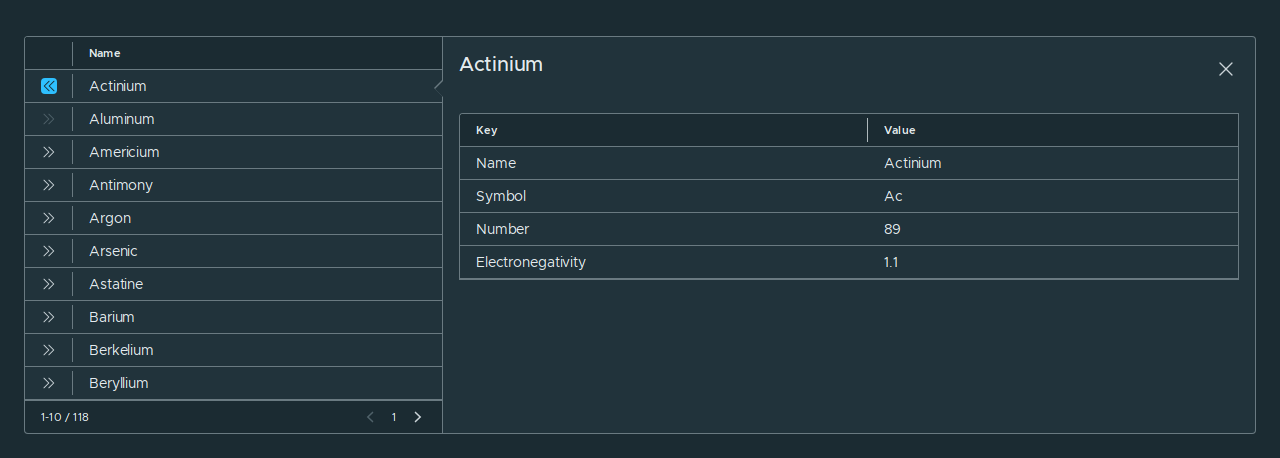 Name
Actinium
Aluminum
Americium
Antimony
Argon
Arsenic
Astatine
Barium
Berkelium
Beryllium
1-10 / 118
1
Actinium
Key Value
Name Actinium
Symbol Ac
Number 89
Electronegativity 1.1